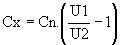 Cx = Cn.(U1/U2 − 1)